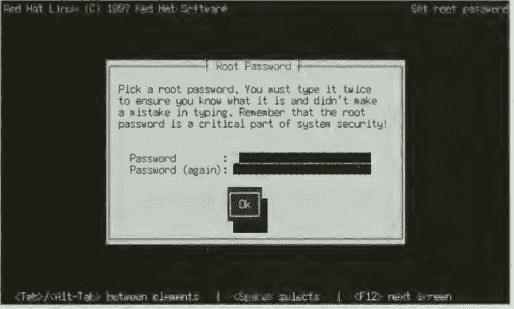 Red Hat Linux (C) 1997 Red Hat Software
Set root password
Root Password
Pick a root password. You must type it twice
to ensure you know what it is and didn't make
a mistake in typing. Remember that the root
password is a critical part of system security!
Password :
Password (again):
Ok
<Tab>/<Alt-Tab> between elements | <Space> selects | <F12> next screen